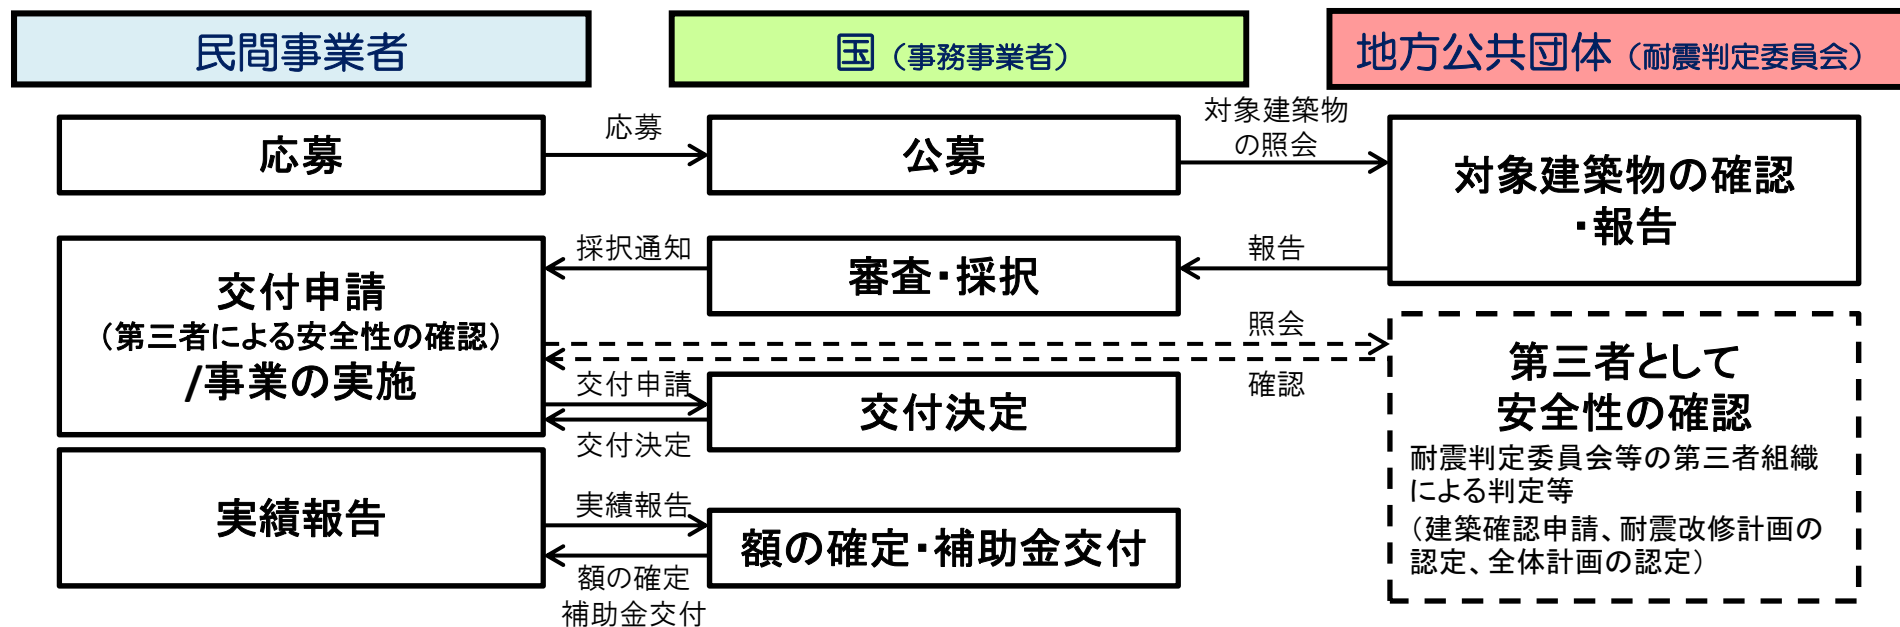 民間事業者
国（事務事業者）
地方公共団体（耐震判定委員会）
応募
応募
公募
対象建築物
の照会
対象建築物の確認
・報告
交付申請
（第三者による安全性の確認）
/事業の実施
採択通知
審査・採択
報告
照会
確認
交付申請
交付決定
交付決定
第三者として
安全性の確認
耐震判定委員会等の第三者組織
による判定等
（建築確認申請、耐震改修計画の
認定、全体計画の認定）
実績報告
実績報告
額の確定
補助金交付
額の確定・補助金交付